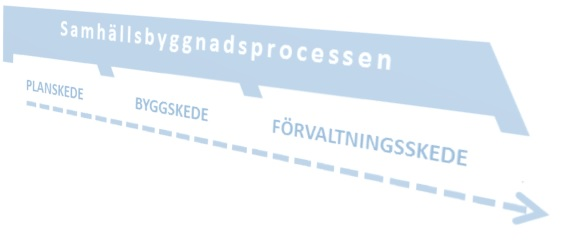 Samhällsbyggnadsprocessen
PLANSKEDE
BYGGSKEDE
FÖRVALTNINGSSKEDE